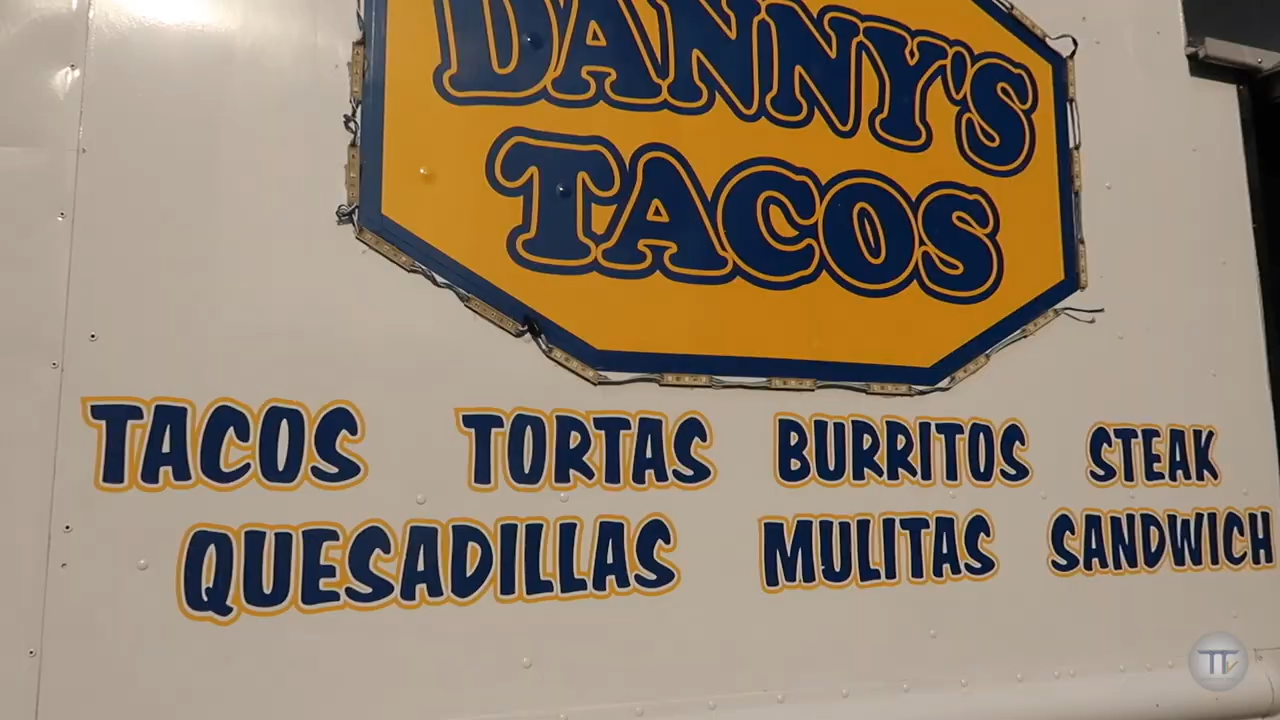 DANNY'S
TACOS
TACOS TORTAS BURRITOS STEAK
QUESADILLAS MULITAS SANDWICH